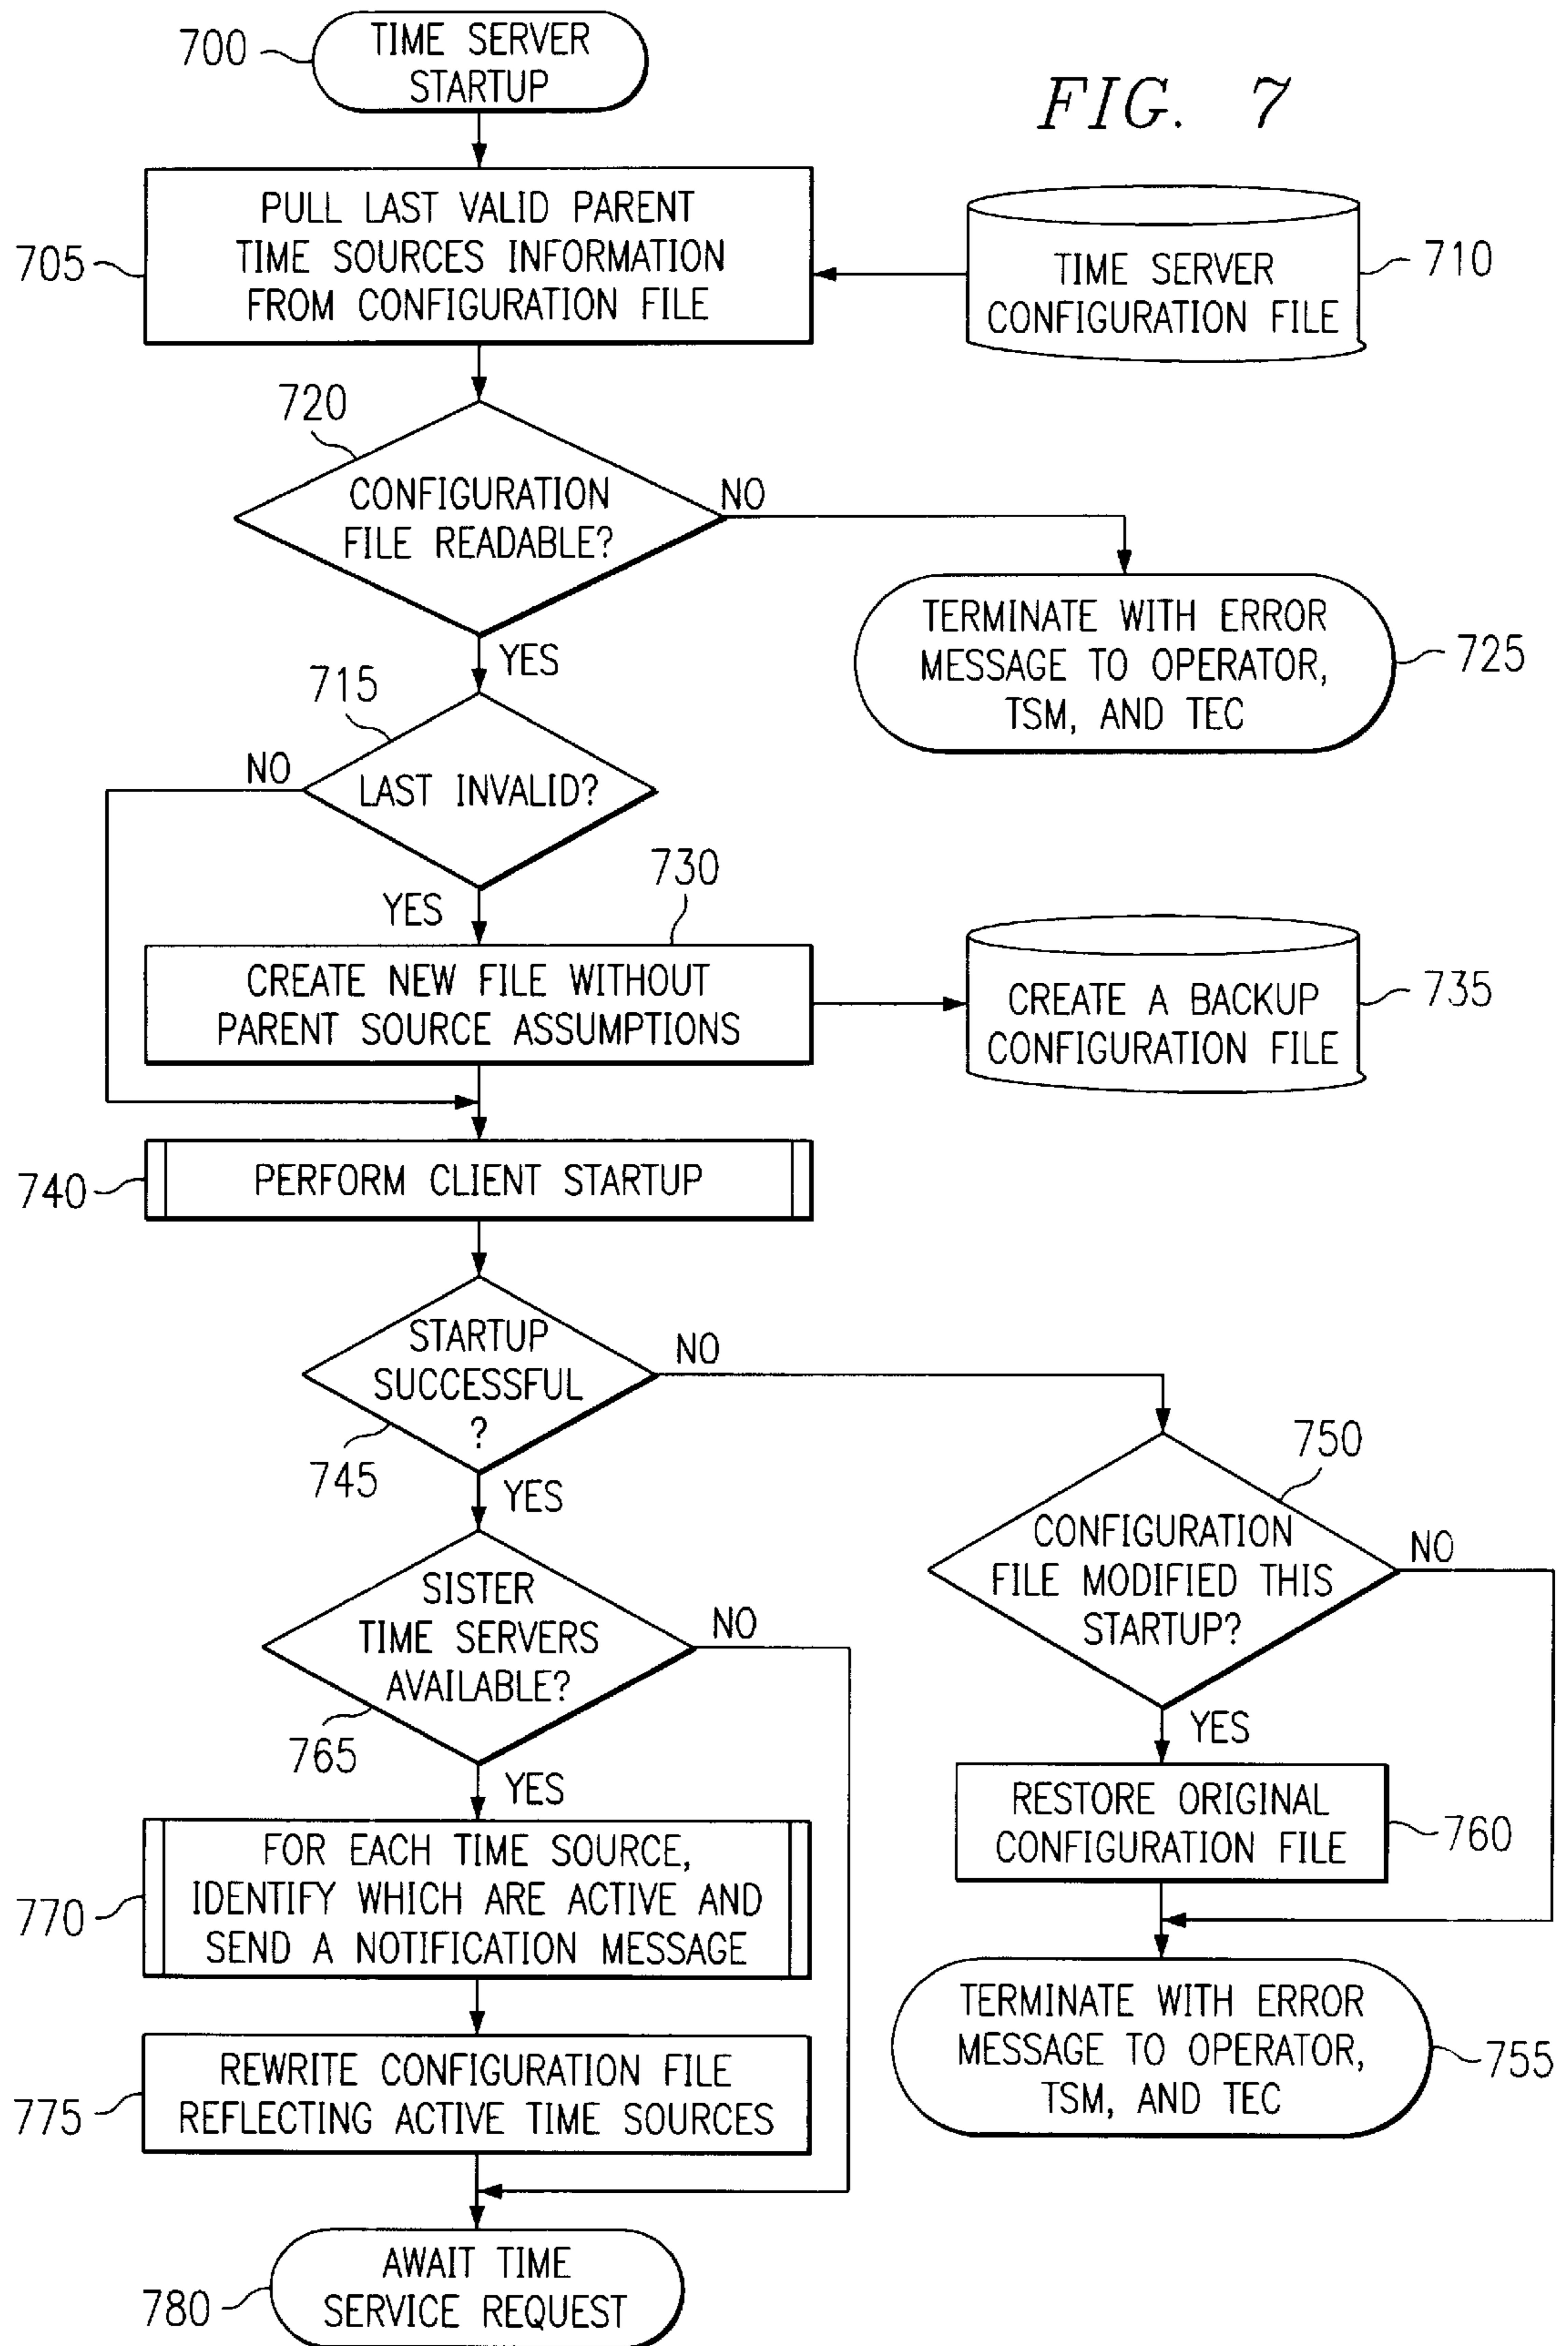 700
TIME SERVER
STARTUP
FIG. 7
705
PULL LAST VALID PARENT
TIME SOURCES INFORMATION
FROM CONFIGURATION FILE
TIME SERVER
CONFIGURATION FILE
710
720
CONFIGURATION
FILE READABLE?
NO
YES
TERMINATE WITH ERROR
MESSAGE TO OPERATOR,
TSM, AND TEC
725
715
NO
LAST INVALID?
YES
730
CREATE NEW FILE WITHOUT
PARENT SOURCE ASSUMPTIONS
CREATE A BACKUP
CONFIGURATION FILE
735
740
PERFORM CLIENT STARTUP
STARTUP
SUCCESSFUL
?
NO
745
YES
750
CONFIGURATION
FILE MODIFIED THIS
STARTUP?
NO
YES
SISTER
TIME SERVERS
AVAILABLE?
NO
765
YES
RESTORE ORIGINAL
CONFIGURATION FILE
760
770
FOR EACH TIME SOURCE,
IDENTIFY WHICH ARE ACTIVE AND
SEND A NOTIFICATION MESSAGE
TERMINATE WITH ERROR
MESSAGE TO OPERATOR,
TSM, AND TEC
755
775
REWRITE CONFIGURATION FILE
REFLECTING ACTIVE TIME SOURCES
780
AWAIT TIME
SERVICE REQUEST